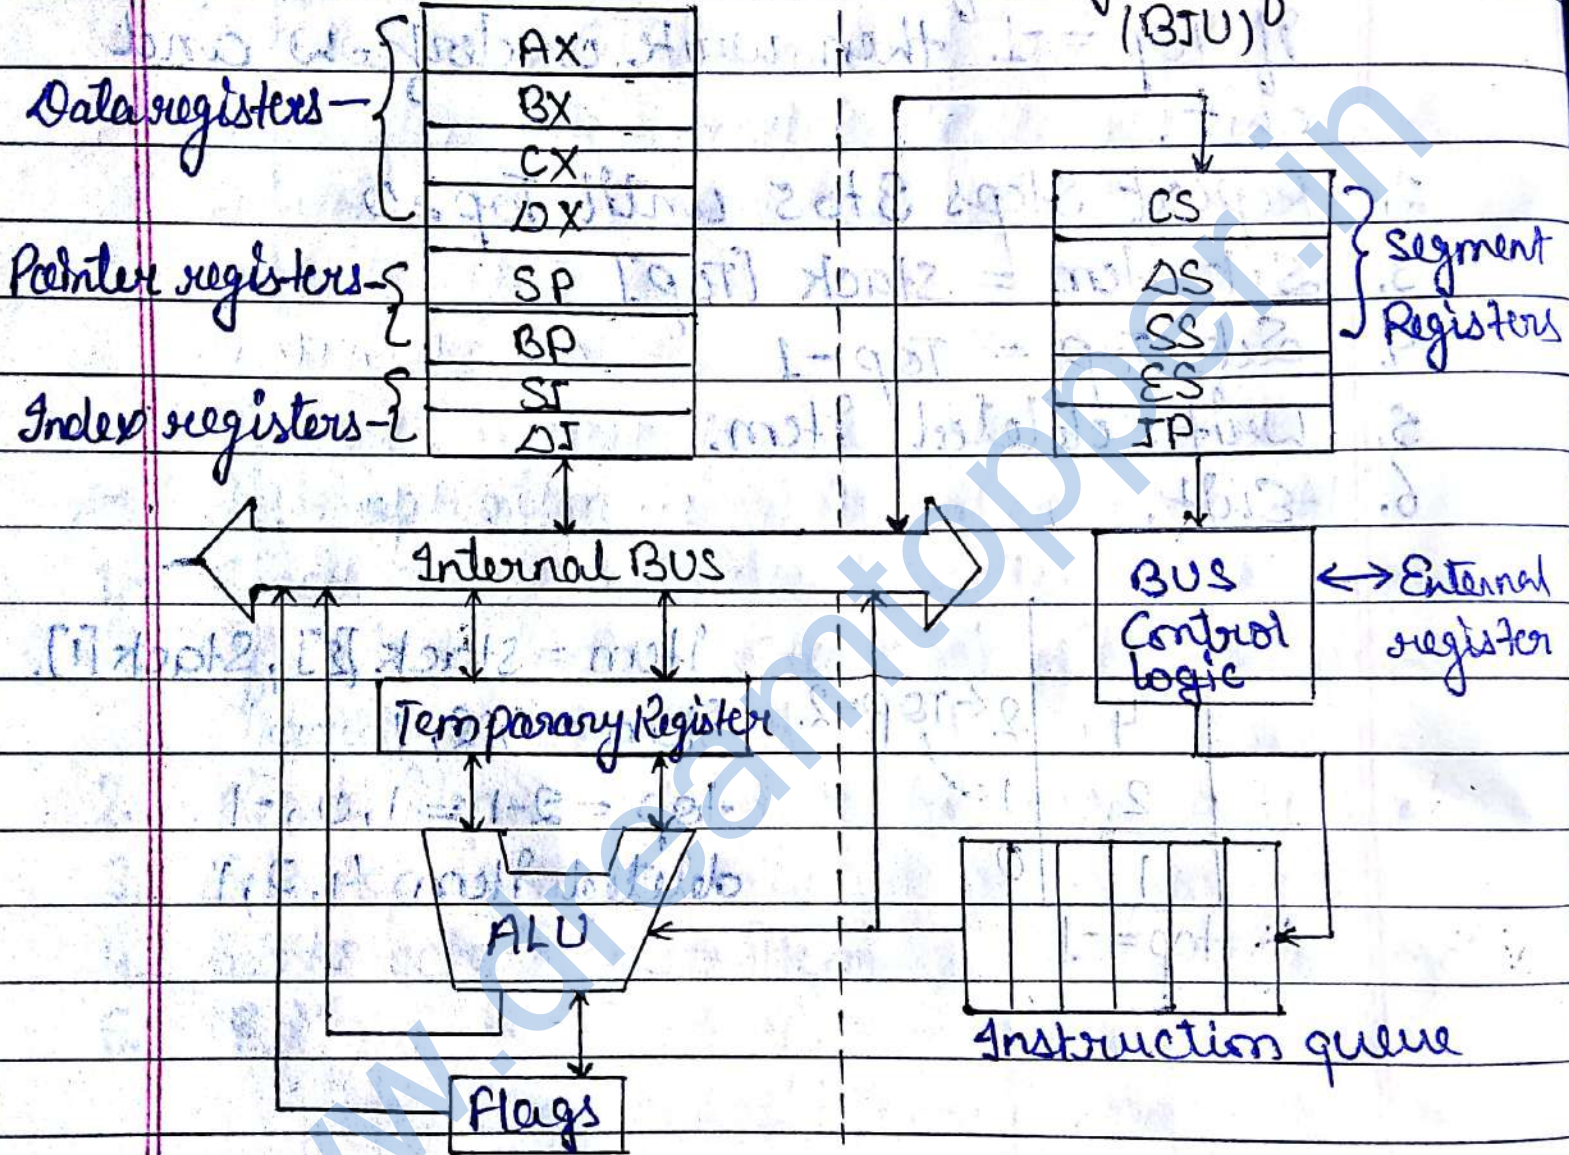 (BIU)
AX
BX
CX
DX
SP
BP
SI
DI
Data registers
Pointer registers
Index registers
CS
DS
SS
ES
IP
Segment
Registers
Internal BUS
BUS
Control
logic
External
register
Temparary Register
ALU
Flags
Instruction queue
www.dreamtopper.in